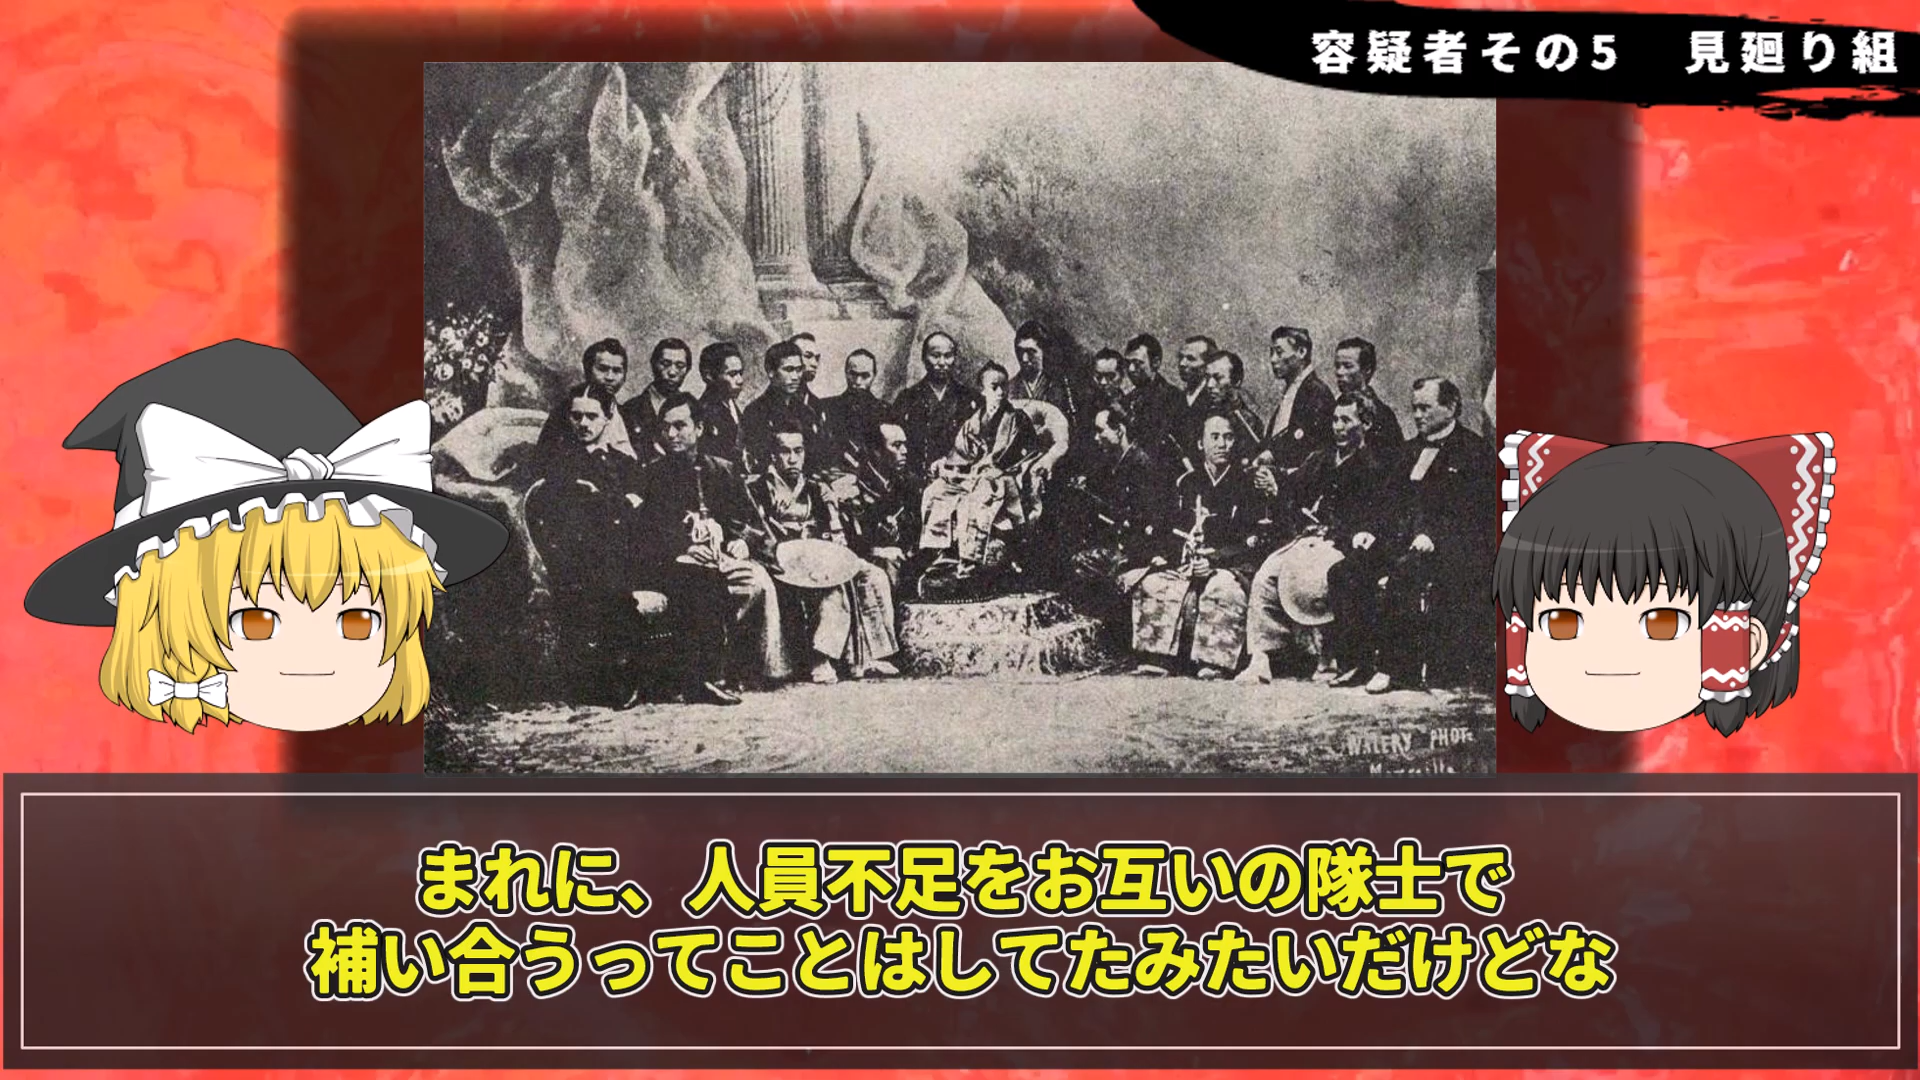 容疑者その5 見廻り組
WALERY PHOT
まれに、人員不足をお互いの隊士で
補い合うってことはしてたみたいだけどな